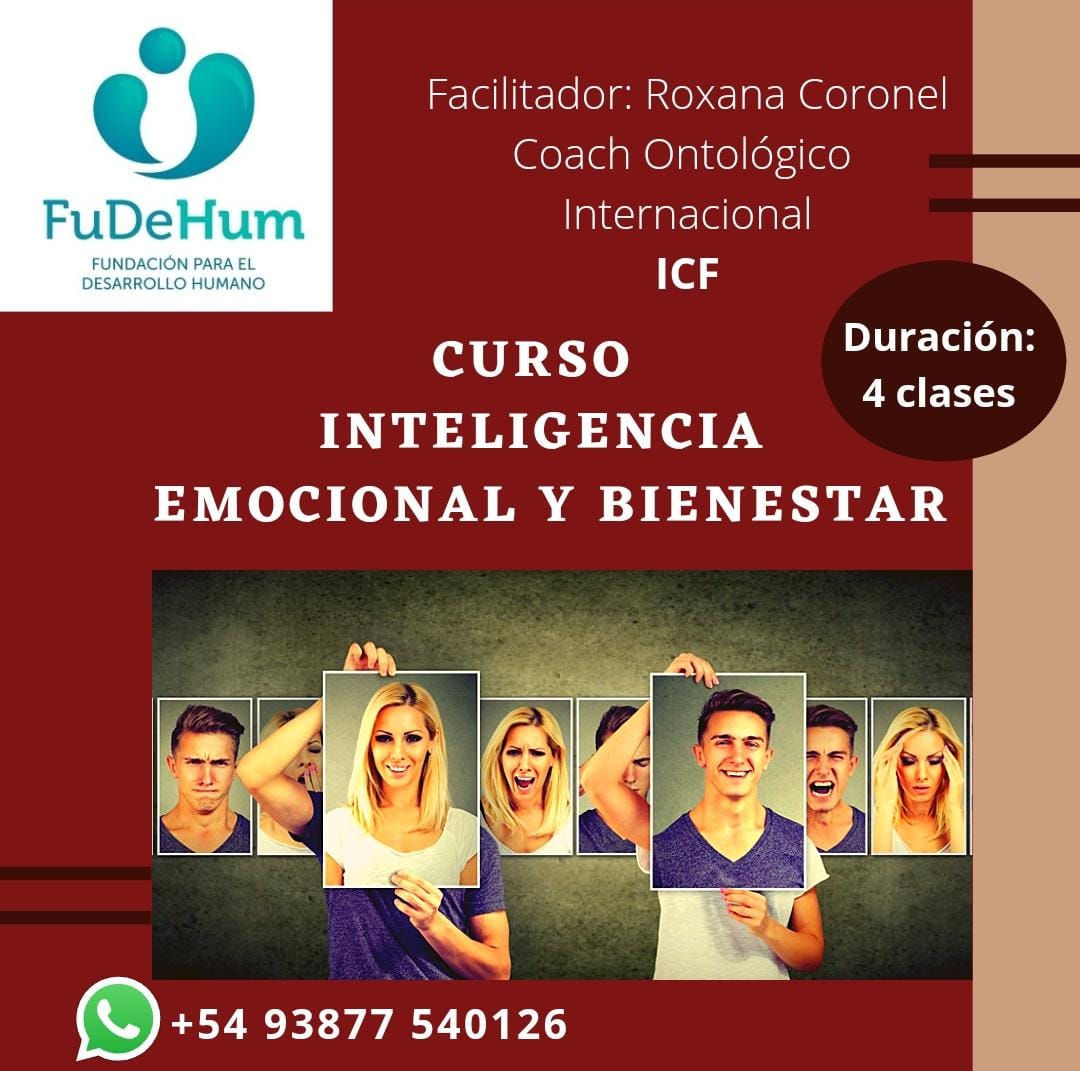 FuDeHum
FUNDACIÓN PARA EL
DESARROLLO HUMANO
Facilitador: Roxana Coronel
Coach Ontológico
Internacional
ICF
Duración:
4 clases
CURSO
INTELIGENCIA
EMOCIONAL Y BIENESTAR
+54 93877 540126